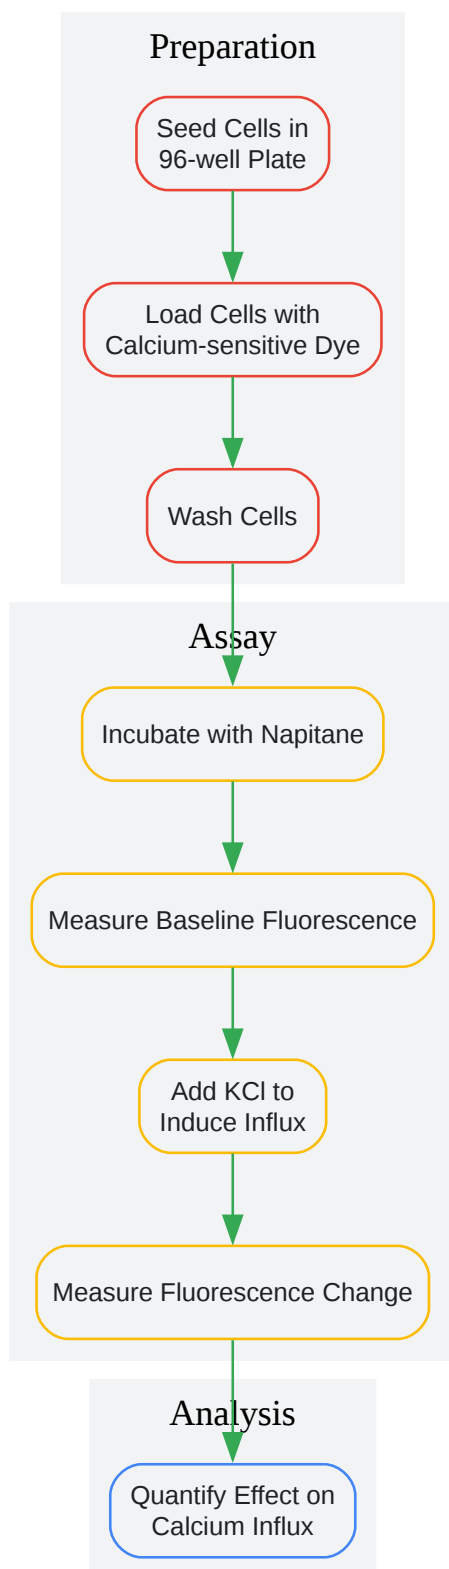 Preparation
Seed Cells in
96-well Plate
Load Cells with
Calcium-sensitive Dye
Wash Cells
Assay
Incubate with Napitane
Measure Baseline Fluorescence
Add KCl to
Induce Influx
Measure Fluorescence Change
Analysis
Quantify Effect on
Calcium Influx